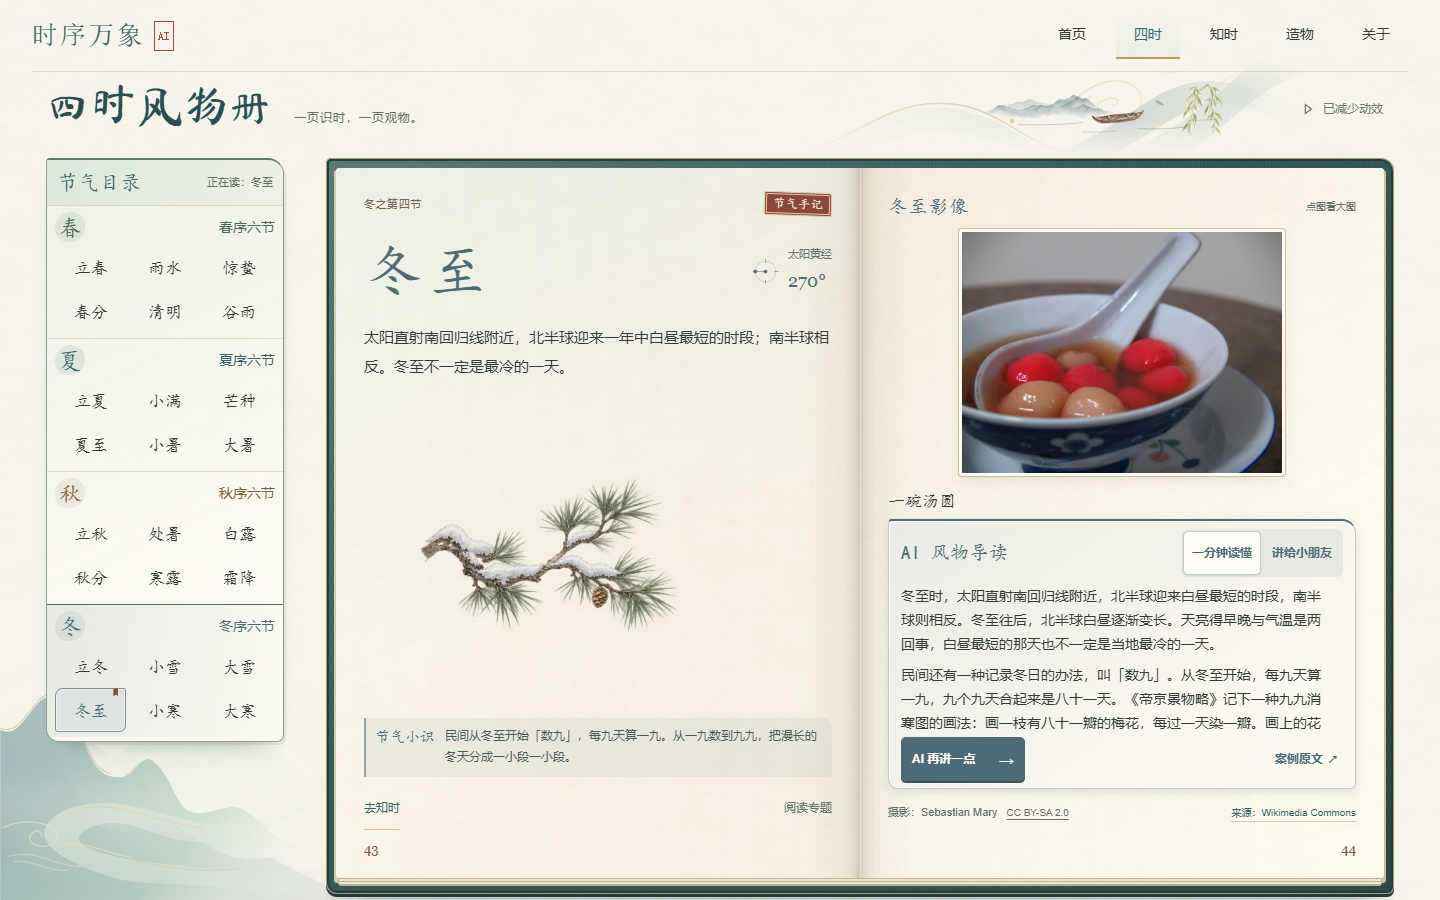 时序万象 AI
首页 四时 知时 造物 关于
四时风物册
一页识时，一页观物。
已减少动效
节气目录 正在读：冬至
春 春序六节
立春 雨水 惊蛰
春分 清明 谷雨
夏 夏序六节
立夏 小满 芒种
夏至 小暑 大暑
秋 秋序六节
立秋 处暑 白露
秋分 寒露 霜降
冬 冬序六节
立冬 小雪 大雪
冬至 小寒 大寒
冬之第四节
节气手记
冬至
太阳黄经
270°
太阳直射南回归线附近，北半球迎来一年中白昼最短的时段；南半球相
反。冬至不一定是最冷的一天。
节气小识
民间从冬至开始「数九」，每九天算一九。从一九数到九九，把漫长的
冬天分成一小段一小段。
去知时 阅读专题
43
冬至影像 点图看大图
一碗汤圆
AI 风物导读 一分钟读懂 讲给小朋友
冬至时，太阳直射南回归线附近，北半球迎来白昼最短的时段，南半
球则相反。冬至往后，北半球白昼逐渐变长。天亮得早晚与气温是两
回事，白昼最短的那天也不一定是当地最冷的一天。
民间还有一种记录冬日的办法，叫「数九」。从冬至开始，每九天算
一九，九个九天合起来是八十一天。《帝京景物略》记下一种九九消
寒图的画法：画一枝有八十一瓣的梅花，每过一天染一瓣。画上的花
AI 再讲一点 → 案例原文 ↗
摄影：Sebastian Mary CC BY-SA 2.0 来源：Wikimedia Commons
44